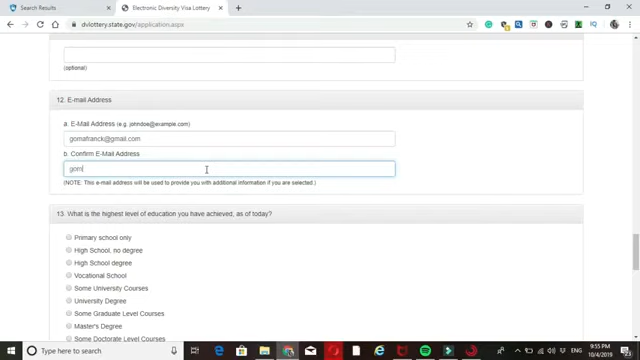 Search Results
Electronic Diversity Visa Lottery
dvlottery.state.gov/application.aspx
(optional)
12. E-mail Address
a. E-Mail Address (e.g. johndoe@example.com)
gomafranck@gmail.com
b. Confirm E-Mail Address
gom
(NOTE: This e-mail address will be used to provide you with additional information if you are selected.)
13. What is the highest level of education you have achieved, as of today?
Primary school only
High School, no degree
High School degree
Vocational School
Some University Courses
University Degree
Some Graduate Level Courses
Master's Degree
Some Doctorate Level Courses
Type here to search
ENG
9:55 PM
10/4/2019